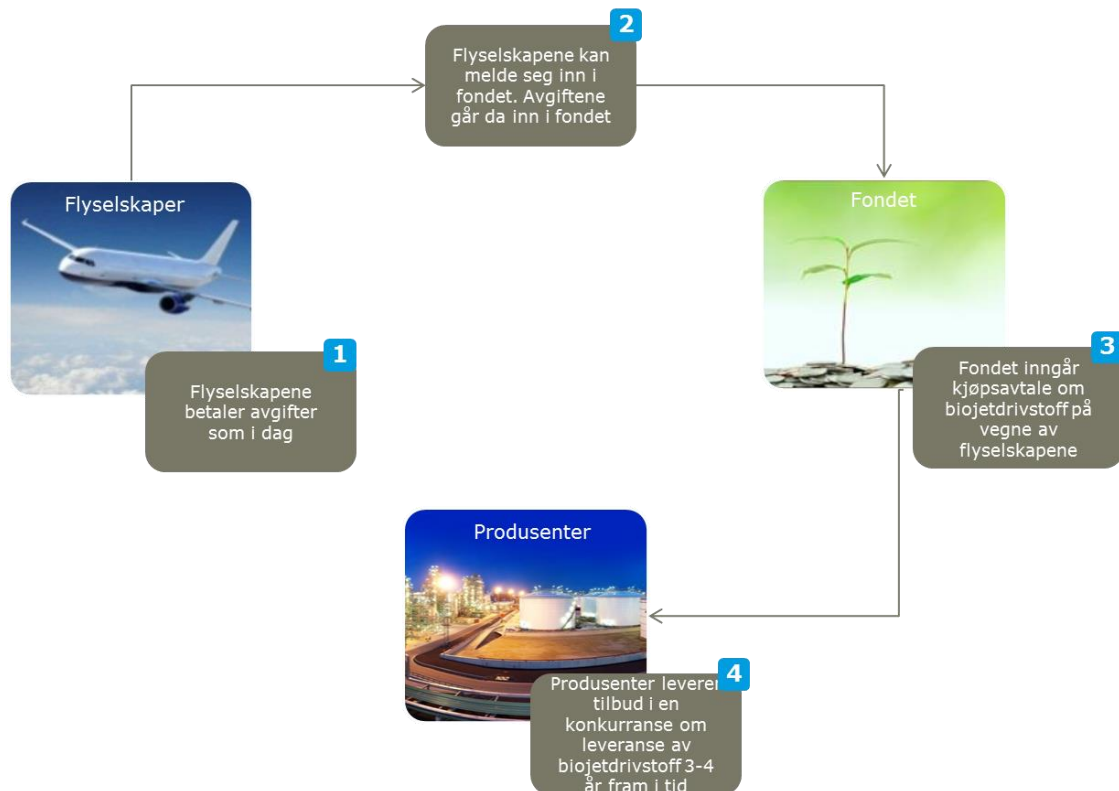 2
Flyselskapene kan
melde seg inn i
fondet. Avgiftene
går da inn i fondet
Flyselskaper
1
Flyselskapene
betaler avgifter
som i dag
Fondet
3
Fondet inngår
kjøpsavtale om
biojetdrivstoff på
vegne av
flyselskapene
Produsenter
4
Produsenter leverer
tilbud i en
konkurranse om
leveranse av
biojetdrivstoff 3-4
år fram i tid